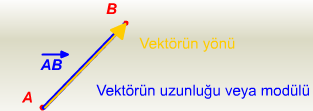 B
Vektörün yönü
AB
Vektörün uzunluğu veya modülü
A